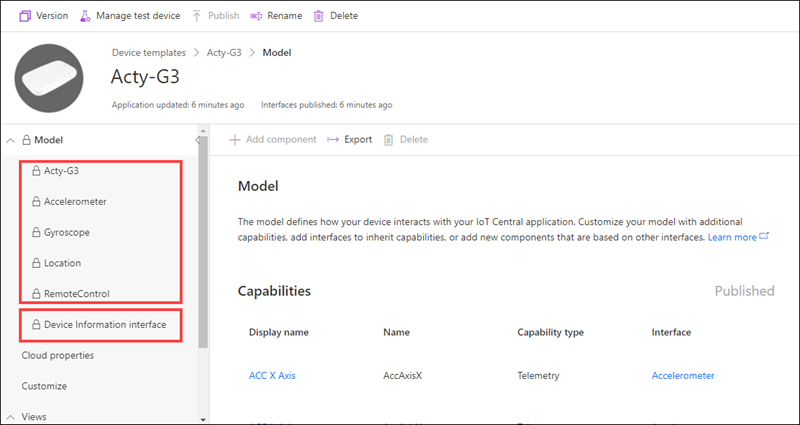 Version Manage test device Publish Rename Delete
Device templates > Acty-G3 > Model
Acty-G3
Application updated: 6 minutes ago Interfaces published: 6 minutes ago
Model
Acty-G3
Accelerometer
Gyroscope
Location
RemoteControl
Device Information interface
Cloud properties
Customize
Views
Add component Export Delete
Model
The model defines how your device interacts with your IoT Central application. Customize your model with additional
capabilities, add interfaces to inherit capabilities, or add new components that are based on other interfaces. Learn more
Capabilities Published
Display name Name Capability type Interface
ACC X Axis AccAxisX Telemetry Accelerometer